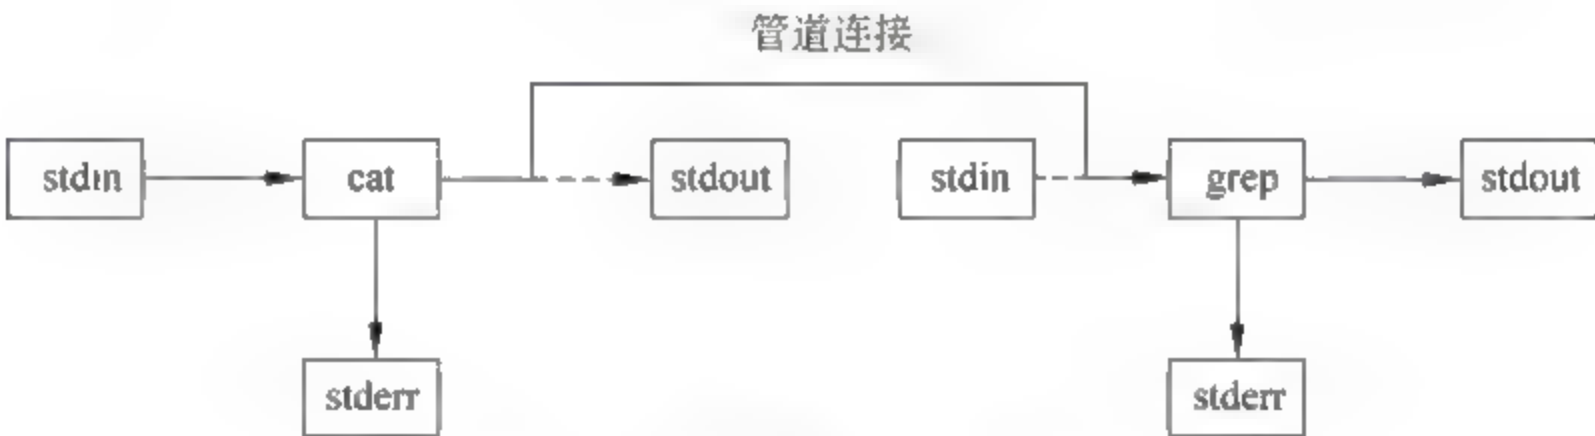 管道连接
stdin
cat
stdout
stdin
grep
stdout
stderr
stderr